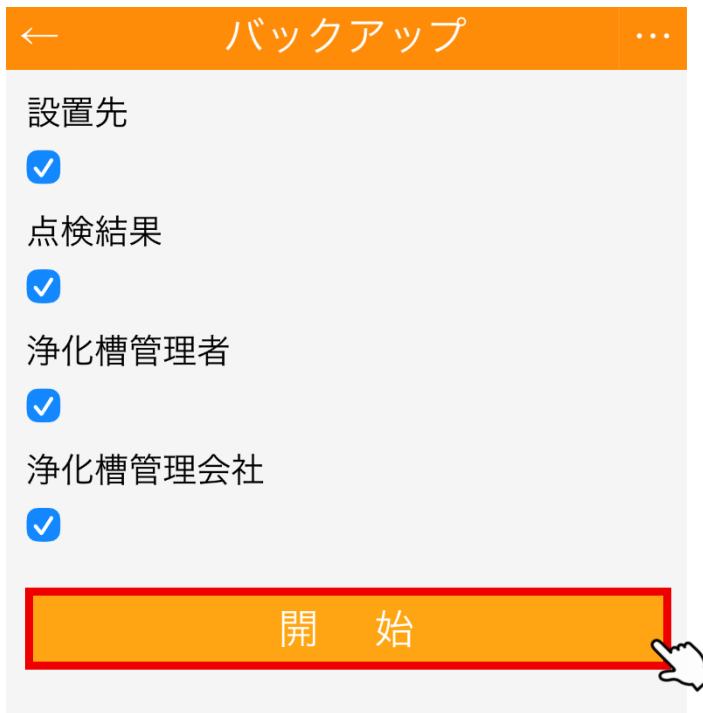 ← バックアップ …
設置先
点検結果
浄化槽管理者
浄化槽管理会社
開 始